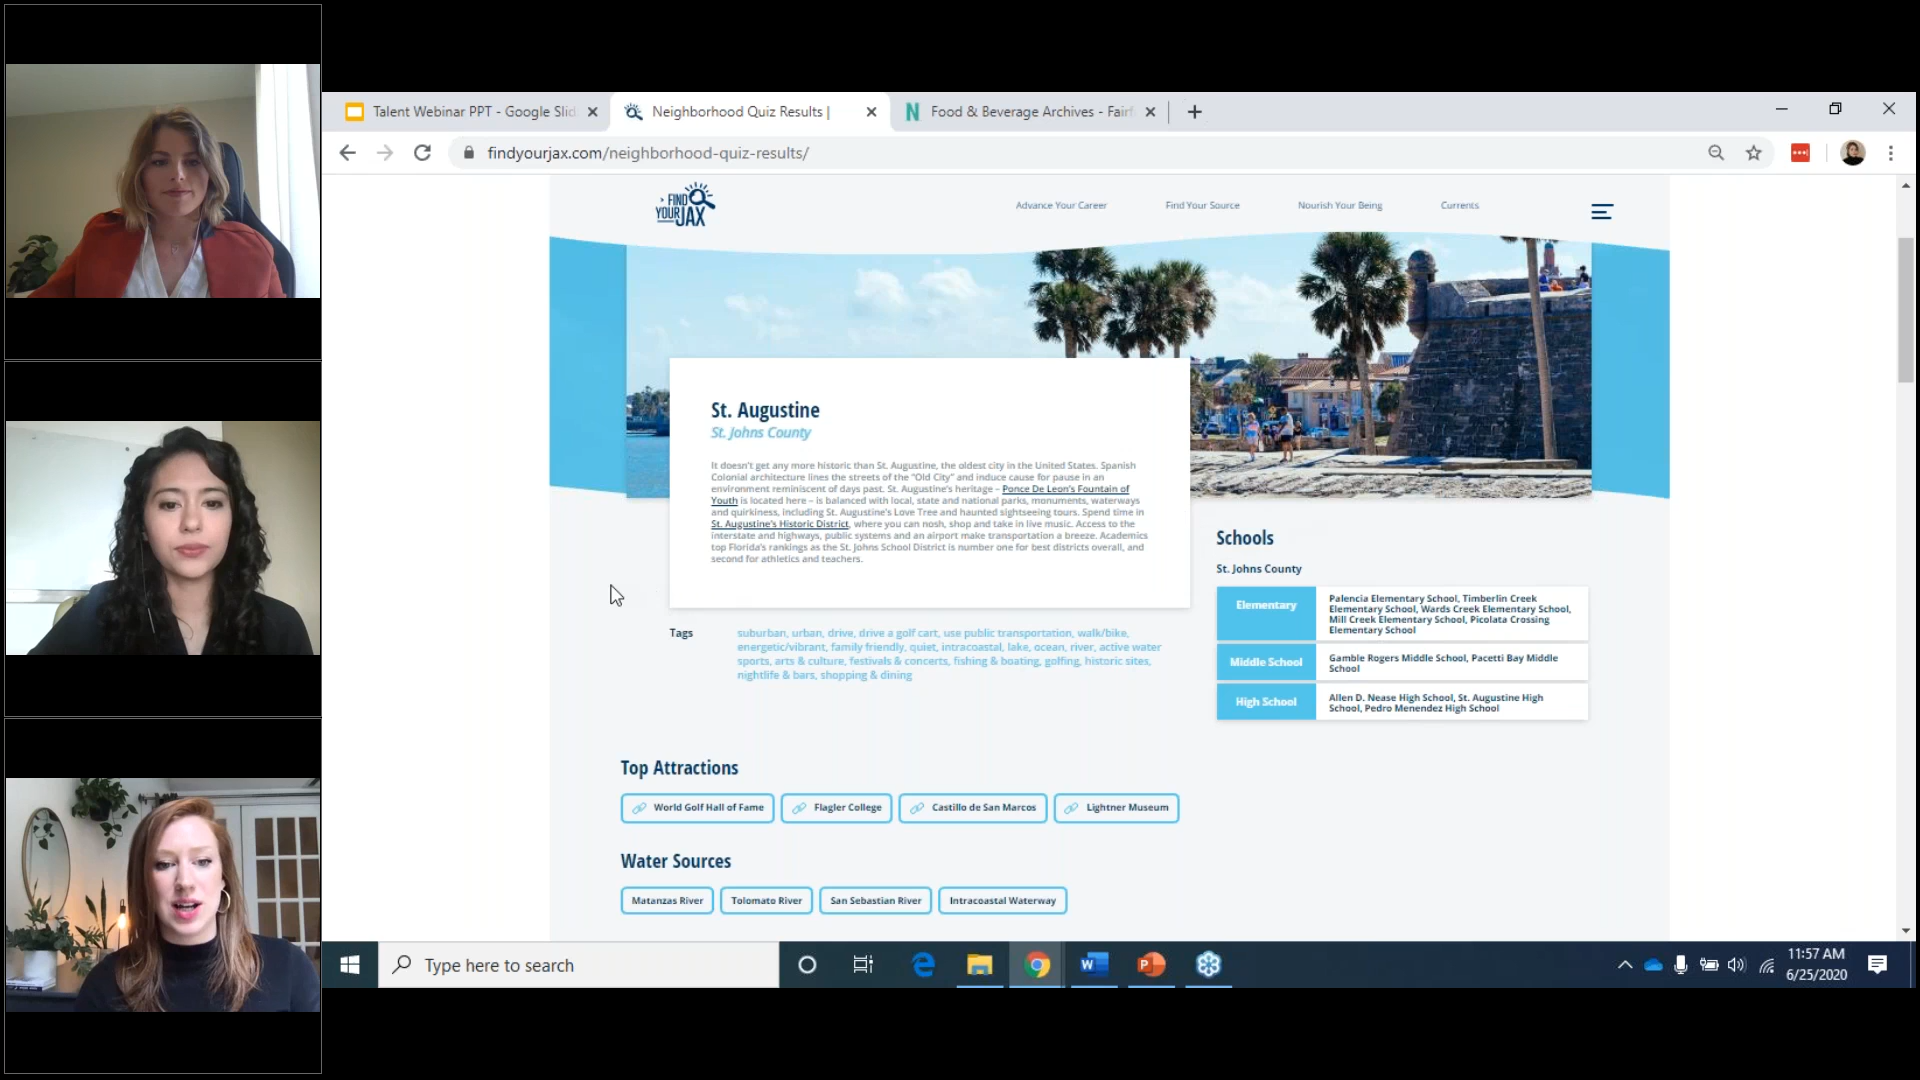 Talent Webinar PPT - Google Slid
Neighborhood Quiz Results |
Food & Beverage Archives - Fairf
findyourjax.com/neighborhood-quiz-results/
FIND
YOUR JAX
Advance Your Career
Find Your Source
Nourish Your Being
Currents
St. Augustine
St. Johns County
It doesn't get any more historic than St. Augustine, the oldest city in the United States. Spanish
Colonial architecture lines the streets of the "Old City" and induce cause for pause in an
environment reminiscent of days past. St. Augustine's heritage – Ponce De Leon's Fountain of
Youth is located here – is balanced with local, state and national parks, monuments, waterways
and quirkiness, including St. Augustine's Love Tree and haunted sightseeing tours. Spend time in
St. Augustine's Historic District, where you can nosh, shop and take in live music. Access to the
interstate and highways, public systems and an airport make transportation a breeze. Academics
top Florida's rankings as the St. Johns School District is number one for best districts overall, and
second for athletics and teachers.
Tags
suburban, urban, drive, drive a golf cart, use public transportation, walk/bike,
energetic/vibrant, family friendly, quiet, intracoastal, lake, ocean, river, active water
sports, arts & culture, festivals & concerts, fishing & boating, golfing, historic sites,
nightlife & bars, shopping & dining
Schools
St. Johns County
Elementary
Palencia Elementary School, Timberlin Creek
Elementary School, Wards Creek Elementary School,
Mill Creek Elementary School, Picolata Crossing
Elementary School
Middle School
Gamble Rogers Middle School, Pacetti Bay Middle
School
High School
Allen D. Nease High School, St. Augustine High
School, Pedro Menendez High School
Top Attractions
World Golf Hall of Fame
Flagler College
Castillo de San Marcos
Lightner Museum
Water Sources
Matanzas River
Tolomato River
San Sebastian River
Intracoastal Waterway
Type here to search
11:57 AM
6/25/2020